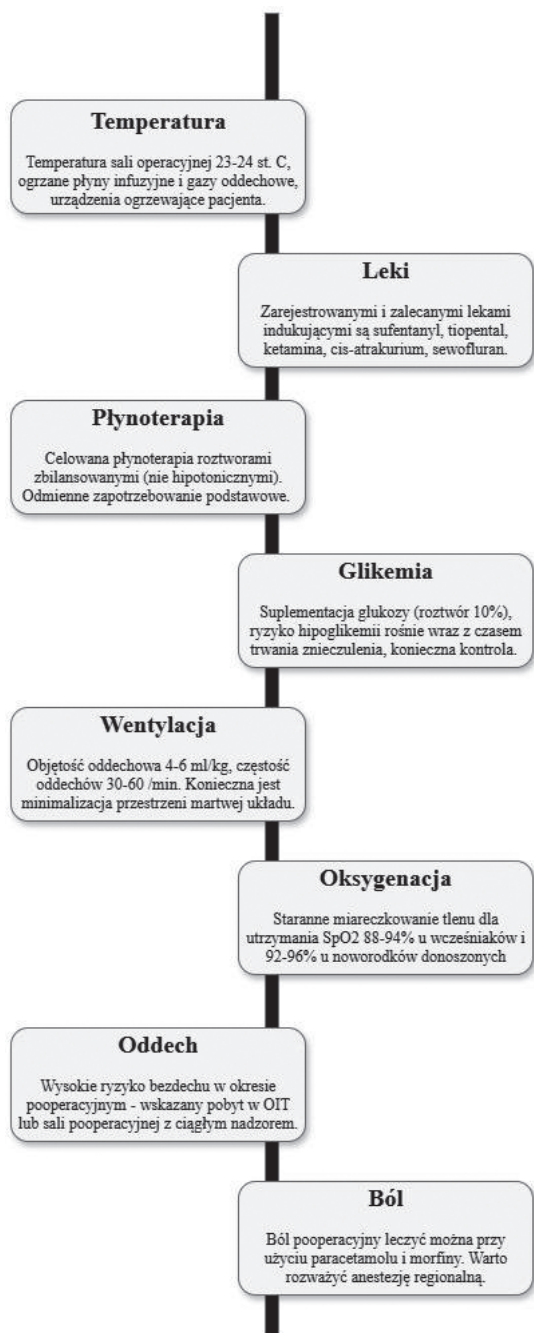 Temperatura
Temperatura sali operacyjnej 23-24 st. C,
ogrzane płyny infuzyjne i gazy oddechowe,
urządzenia ogrzewające pacjenta.
Leki
Zarejestrowanymi i zalecanymi lekami
indukującymi są sufentanyl, tiopental,
ketamina, cis-atrakurium, sewofluran.
Płynoterapia
Celowana płynoterapia roztworami
zbilansowanymi (nie hipotonicznymi).
Odmienne zapotrzebowanie podstawowe.
Glikemia
Suplementacja glukozy (roztwór 10%),
ryzyko hipoglikemii rośnie wraz z czasem
trwania znieczulenia, konieczna kontrola.
Wentylacja
Objętość oddechowa 4-6 ml/kg, częstość
oddechów 30-60 /min. Konieczna jest
minimalizacja przestrzeni martwej układu.
Oksygenacja
Staranne miareczkowanie tlenu dla
utrzymania SpO2 88-94% u wcześniaków i
92-96% u noworodków donoszonych
Oddech
Wysokie ryzyko bezdechu w okresie
pooperacyjnym - wskazany pobyt w OIT
lub sali pooperacyjnej z ciągłym nadzorem.
Ból
Ból pooperacyjny leczyć można przy
użyciu paracetamolu i morfiny. Warto
rozważyć anestezję regionalną.